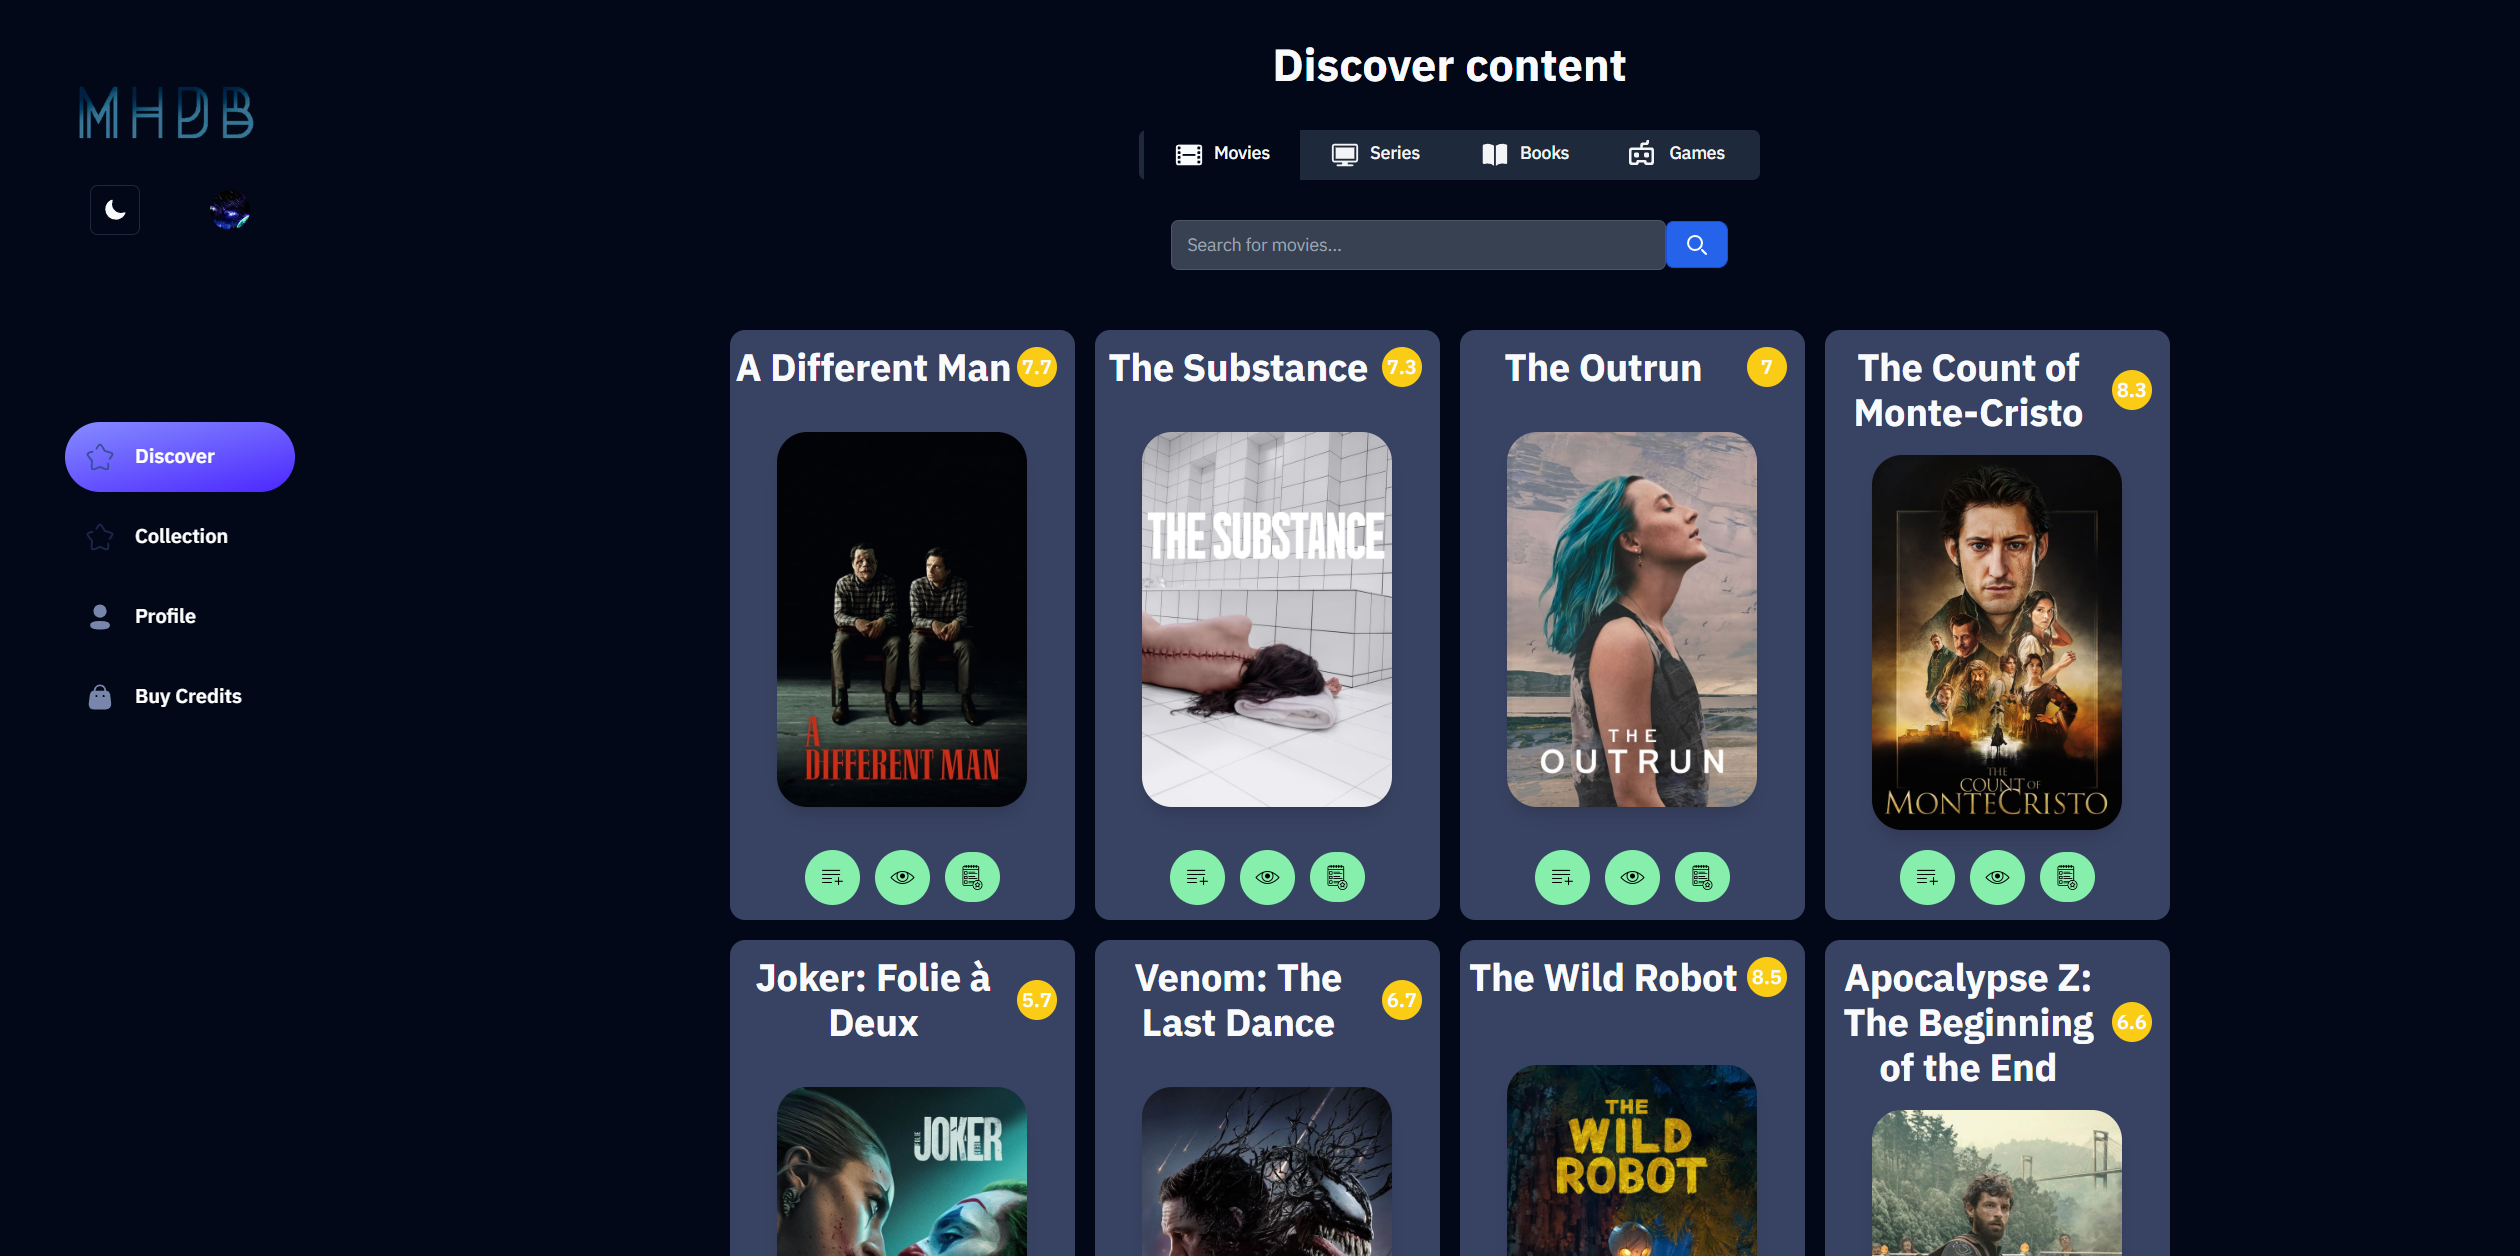 MHDB
Discover content
Movies
Series
Books
Games
Search for movies...
Discover
Collection
Profile
Buy Credits
A Different Man
7.7
A
DIFFERENT MAN
The Substance
7.3
THE SUBSTANCE
The Outrun
7
THE
OUTRUN
The Count of
Monte-Cristo
8.3
THE
COUNT OF
MONTECRISTO
Joker: Folie à
Deux
5.7
JOKER
Venom: The
Last Dance
6.7
The Wild Robot
8.5
THE
WILD
ROBOT
Apocalypse Z:
The Beginning
of the End
6.6